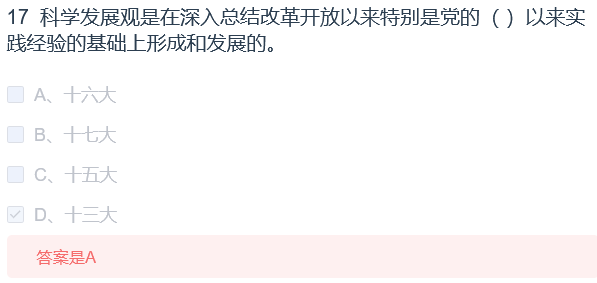 17 科学发展观是在深入总结改革开放以来特别是党的（ ）以来实
践经验的基础上形成和发展的。
A、十六大
B、十七大
C、十五大
D、十三大
答案是A